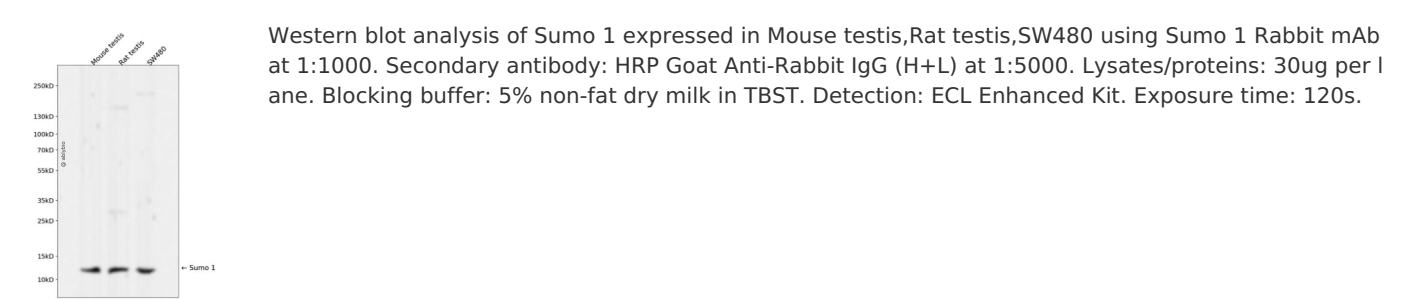 Mouse testis
Rat testis
SW480
250kD
130kD
100kD
70kD
55kD
35kD
25kD
15kD
10kD
← Sumo 1
Western blot analysis of Sumo 1 expressed in Mouse testis,Rat testis,SW480 using Sumo 1 Rabbit mAb
at 1:1000. Secondary antibody: HRP Goat Anti-Rabbit IgG (H+L) at 1:5000. Lysates/proteins: 30ug per l
ane. Blocking buffer: 5% non-fat dry milk in TBST. Detection: ECL Enhanced Kit. Exposure time: 120s.